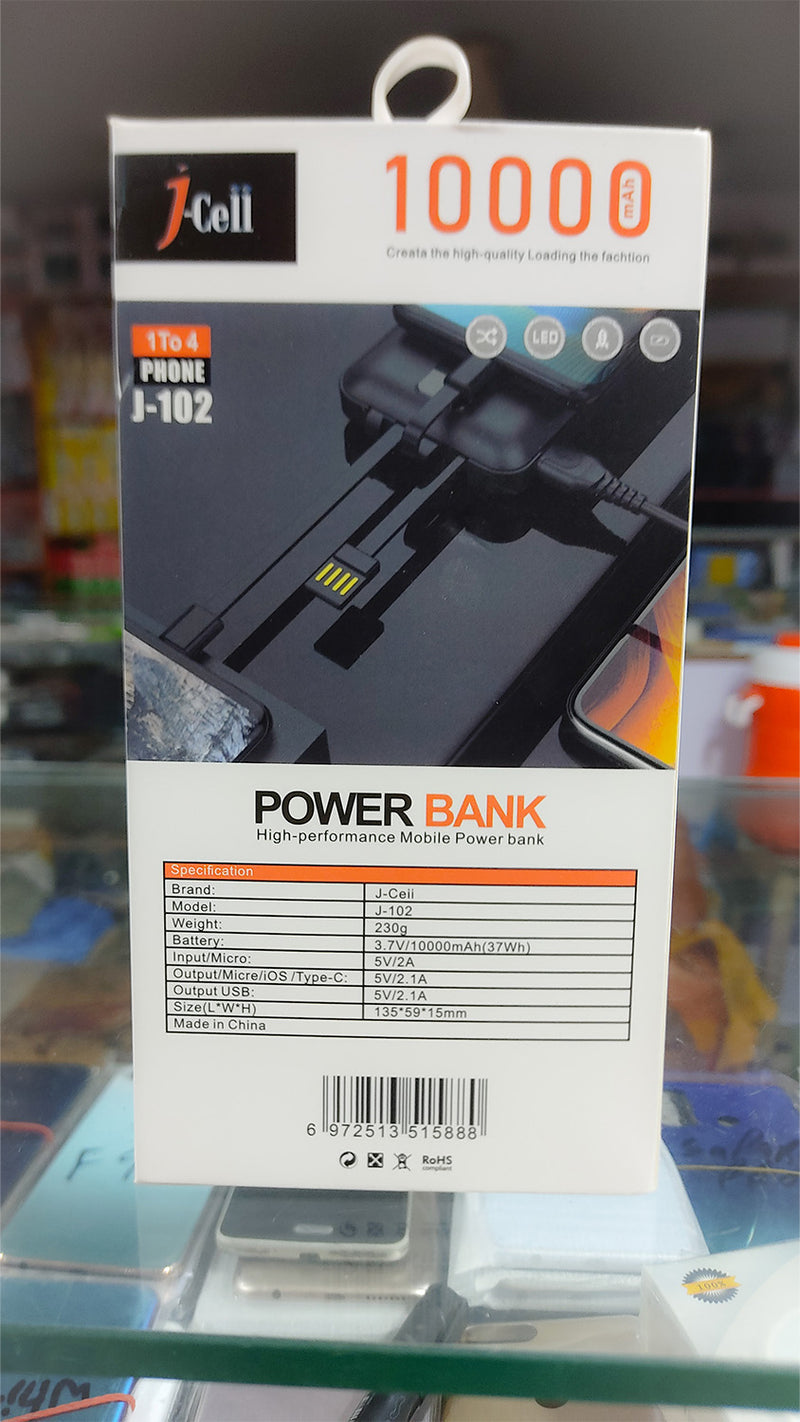 J-Ceii
10000 mAh
Creata the high-quality Loading the fachtion
1 To 4
PHONE
J-102
LED
POWER BANK
High-performance Mobile Power bank
Specification
Brand: J-Ceii
Model: J-102
Weight: 230g
Battery: 3.7V/10000mAh(37Wh)
Input/Micro: 5V/2A
Output/Micre/iOS /Type-C: 5V/2.1A
Output USB: 5V/2.1A
Size(L*W*H) 135*59*15mm
Made in China
6 972513 515888
RoHS
compliant
100%